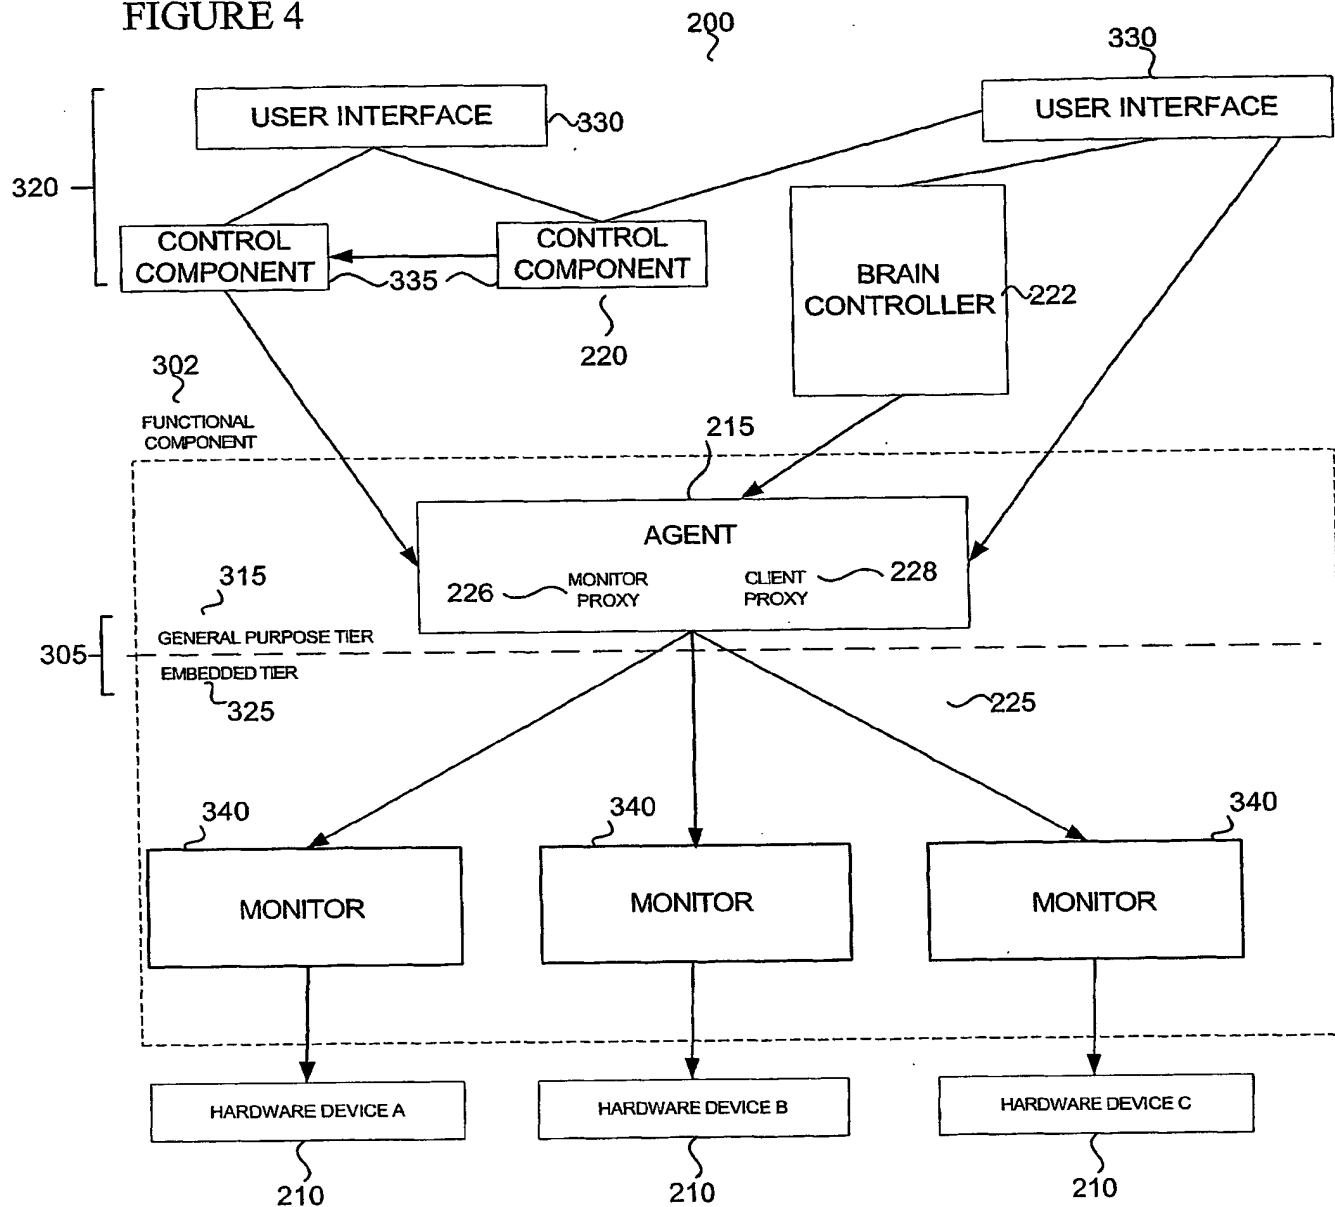 FIGURE 4
200
330
USER INTERFACE
330
USER INTERFACE
320
CONTROL
COMPONENT
335
CONTROL
COMPONENT
BRAIN
CONTROLLER
222
220
302
FUNCTIONAL
COMPONENT
215
AGENT
226
MONITOR
PROXY
CLIENT
PROXY
228
315
GENERAL PURPOSE TIER
305
EMBEDDED TIER
325
225
340
340
340
MONITOR
MONITOR
MONITOR
HARDWARE DEVICE A
HARDWARE DEVICE B
HARDWARE DEVICE C
210
210
210